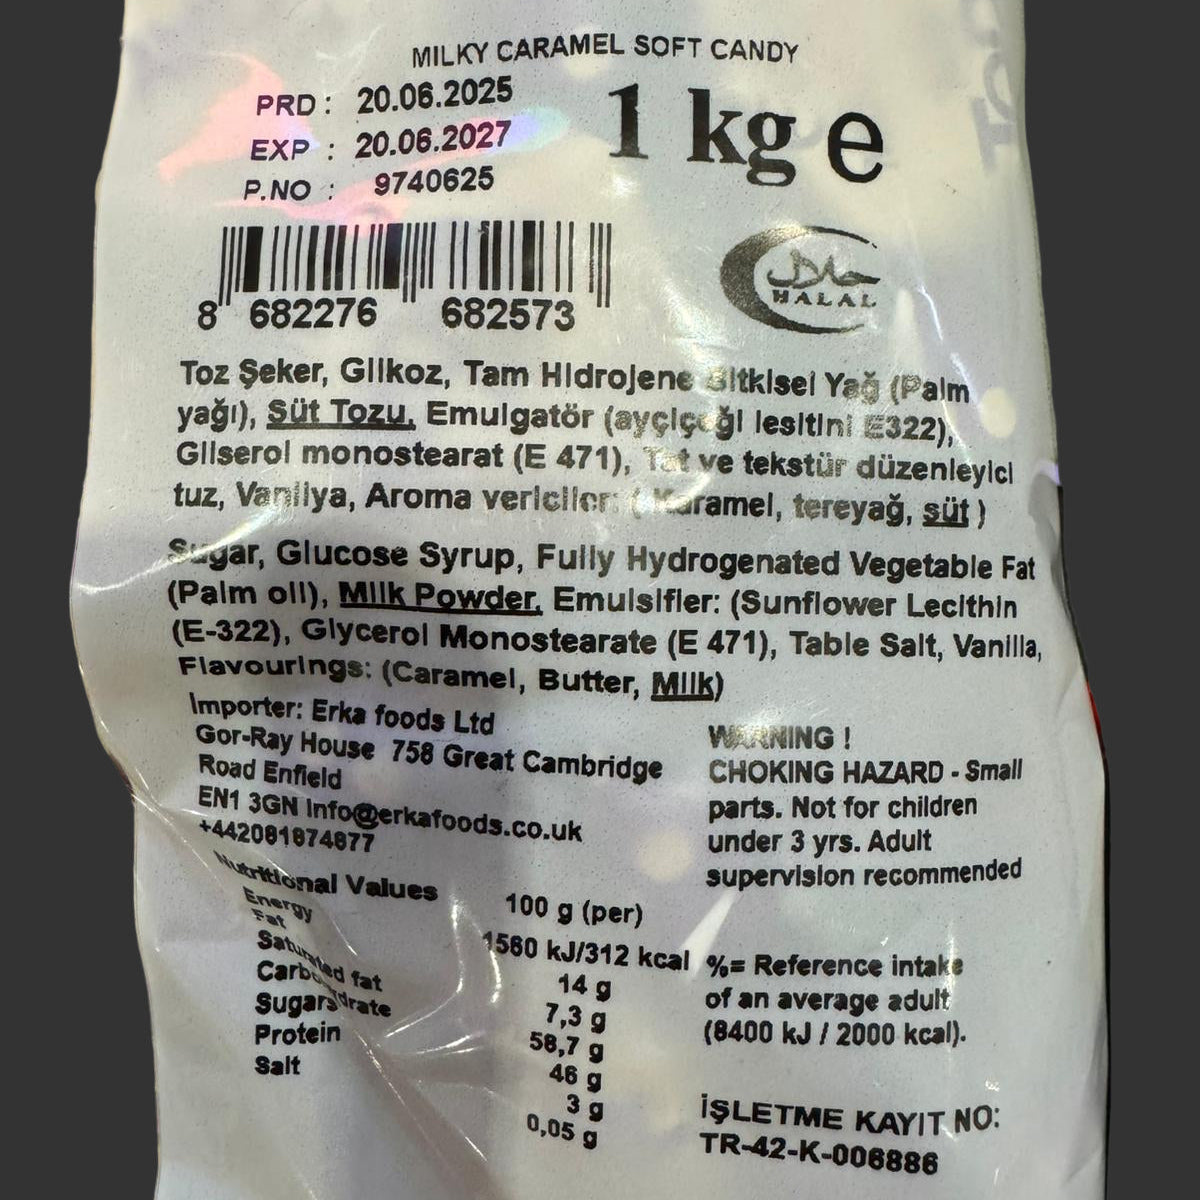 MILKY CARAMEL SOFT CANDY
PRD : 20.06.2025
EXP : 20.06.2027
P.NO : 9740625
1 kg e
8 682276 682573
حلال
HALAL
Toz Şeker, Glikoz, Tam Hidrojene Bitkisel Yağ (Palm
yağı), Süt Tozu, Emulgatör (ayçiçeği lesitini E322),
Gliserol monostearat (E 471), Tat ve tekstür düzenleyici
tuz, Vanilya, Aroma vericiler: ( Karamel, tereyağ, süt )
Sugar, Glucose Syrup, Fully Hydrogenated Vegetable Fat
(Palm oil), Milk Powder, Emulsifier: (Sunflower Lecithin
(E-322), Glycerol Monostearate (E 471), Table Salt, Vanilla,
Flavourings: (Caramel, Butter, Milk)
Importer: Erka foods Ltd
Gor-Ray House 758 Great Cambridge
Road Enfield
EN1 3GN Info@erkafoods.co.uk
+442081874877
WARNING !
CHOKING HAZARD - Small
parts. Not for children
under 3 yrs. Adult
supervision recommended
Nutritional Values 100 g (per)
Energy 1560 kJ/312 kcal
Fat 14 g
Saturated fat 7,3 g
Carbohydrate 58,7 g
Sugars 46 g
Protein 3 g
Salt 0,05 g
%= Reference intake
of an average adult
(8400 kJ / 2000 kcal).
İŞLETME KAYIT NO:
TR-42-K-006886